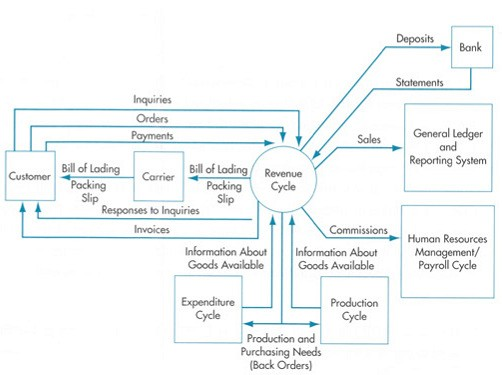 Deposits
Bank
Statements
Inquiries
Orders
Payments
Sales
General Ledger
and
Reporting System
Customer
Bill of Lading
Packing
Slip
Carrier
Bill of Lading
Packing
Slip
Revenue
Cycle
Responses to Inquiries
Invoices
Commissions
Human Resources
Management/
Payroll Cycle
Information About
Goods Available
Information About
Goods Available
Expenditure
Cycle
Production
Cycle
Production and
Purchasing Needs
(Back Orders)